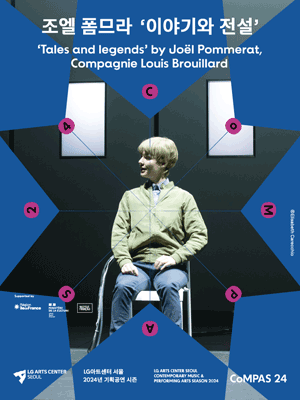 조엘 폼므라 '이야기와 전설'
'Tales and legends' by Joël Pommerat,
Compagnie Louis Brouillard
C
4
o
2
M
S
P
A
©Elizabeth Carecchio
Supported by
Région
îledeFrance
LG ARTS CENTER
SEOUL
LG아트센터 서울
2024년 기획공연 시즌
LG ARTS CENTER SEOUL
CONTEMPORARY MUSIC &
PERFORMING ARTS SEASON 2024
CoMPAS 24